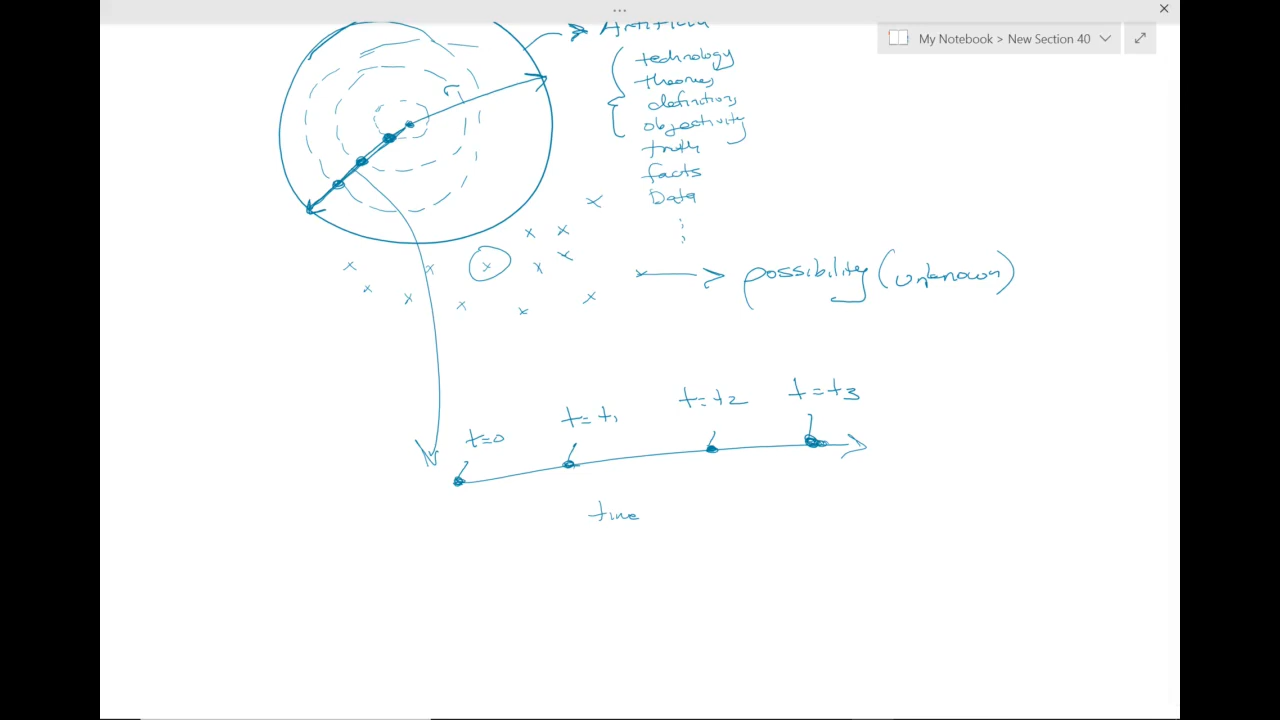 My Notebook > New Section 40
technology
theories
definitions
objectivity
truth
facts
Data
r
x → possibility (unknown)
t=0
t=t1
t=t2
t=t3
time